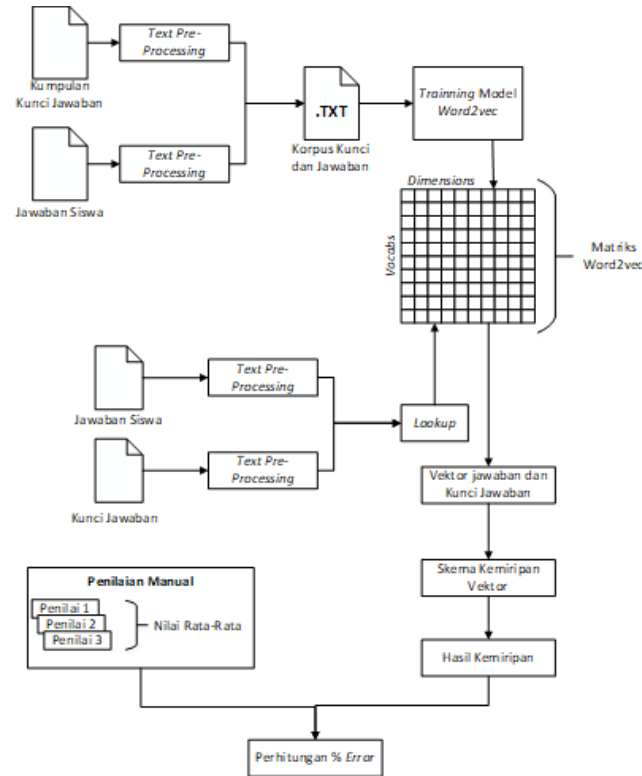 Text Pre-
Processing
Kumpulan
Kunci Jawaban
Text Pre-
Processing
Jawaban Siswa
.TXT
Korpus Kunci
dan Jawaban
Trainning Model
Word2vec
Dimensions
Vocabs
Matriks
Word2vec
Text Pre-
Processing
Jawaban Siswa
Text Pre-
Processing
Kunci Jawaban
Lookup
Vektor jawaban dan
Kunci Jawaban
Skema Kemiripan
Vektor
Hasil Kemiripan
Penilaian Manual
Penilai 1
Penilai 2
Penilai 3
Nilai Rata-Rata
Perhitungan % Error